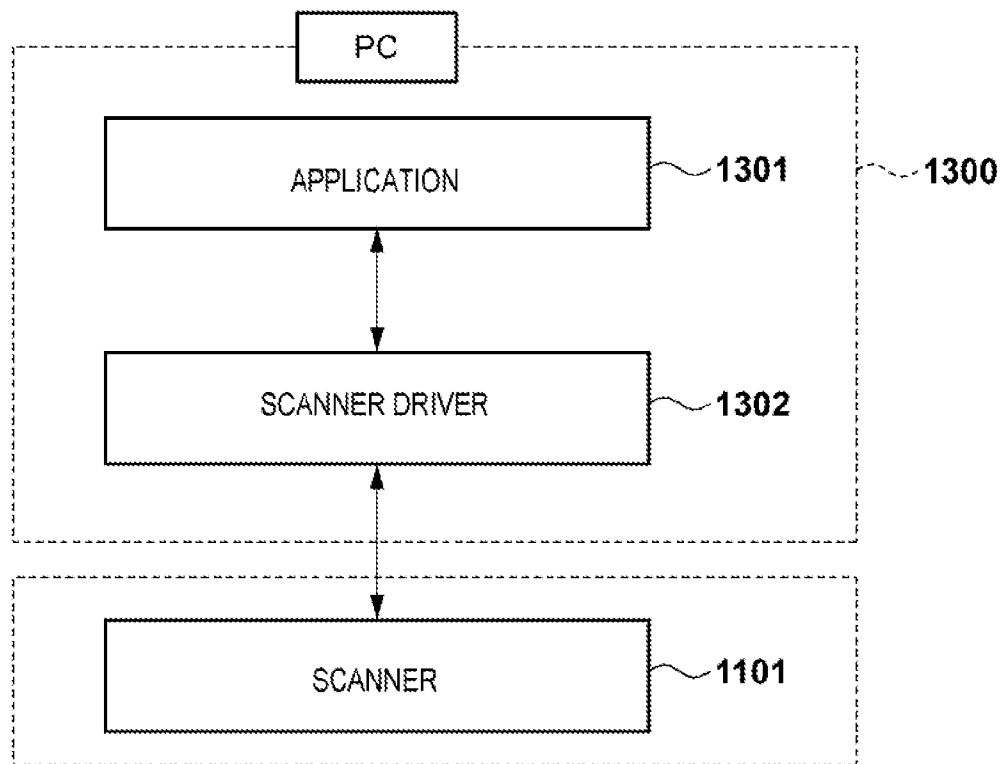 PC
APPLICATION
1301
1300
SCANNER DRIVER
1302
SCANNER
1101